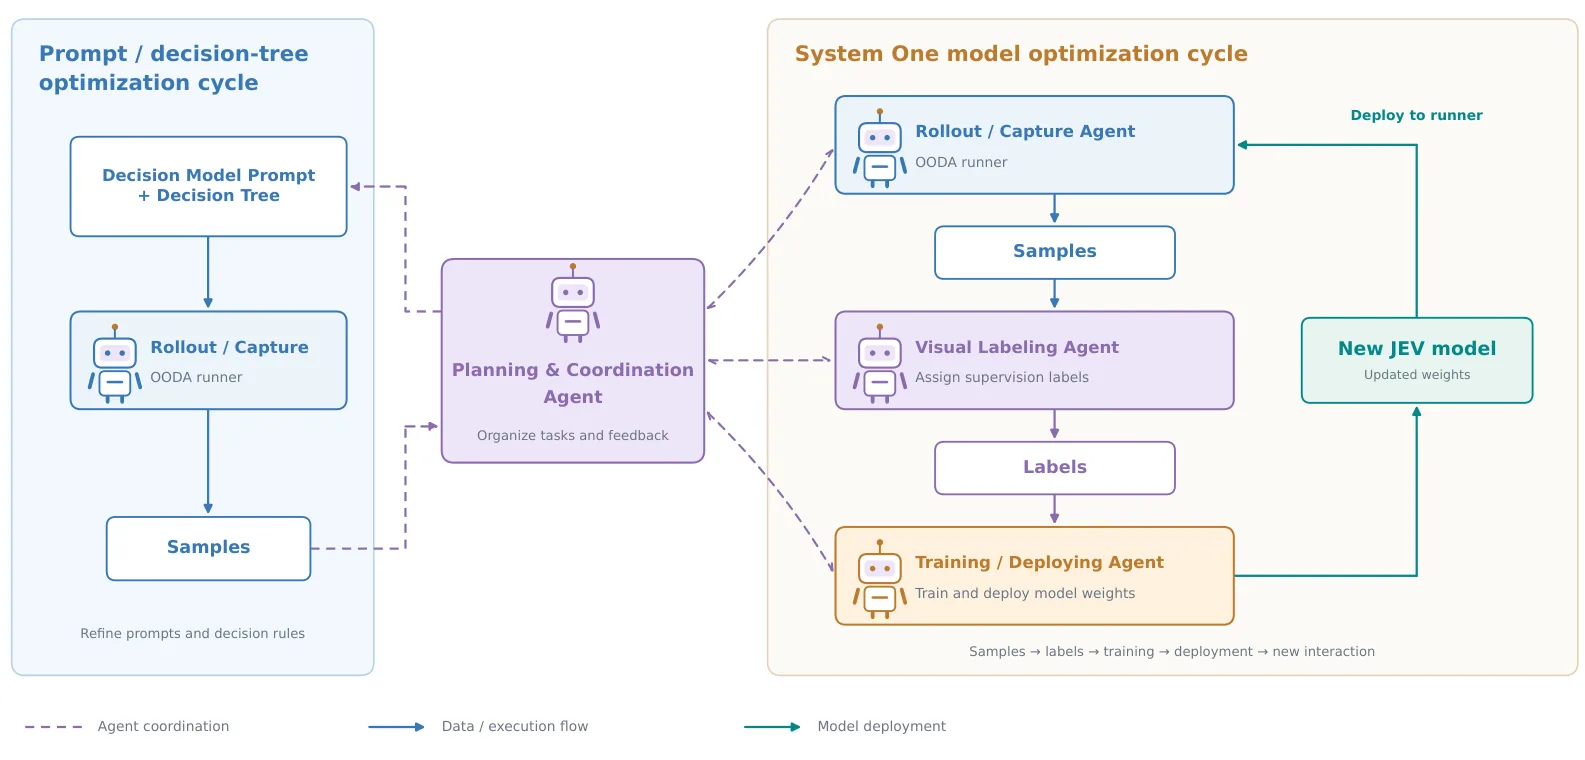 Prompt / decision-tree
optimization cycle
Decision Model Prompt
+ Decision Tree
Rollout / Capture
OODA runner
Samples
Refine prompts and decision rules
Planning & Coordination
Agent
Organize tasks and feedback
System One model optimization cycle
Rollout / Capture Agent
OODA runner
Samples
Visual Labeling Agent
Assign supervision labels
Labels
Training / Deploying Agent
Train and deploy model weights
Deploy to runner
New JEV model
Updated weights
Samples → labels → training → deployment → new interaction
Agent coordination
Data / execution flow
Model deployment